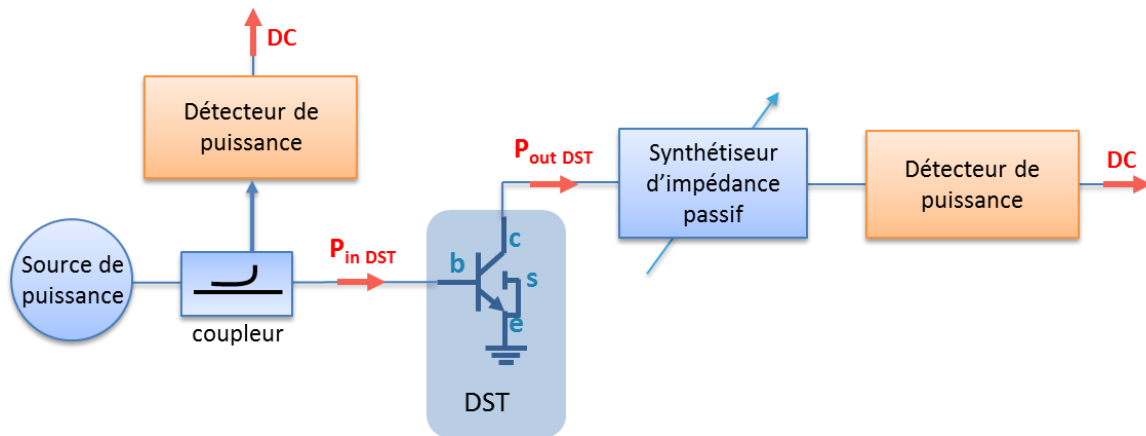 DC
Détecteur de
puissance
Source de
puissance
coupleur
P in DST
b
c
s
e
DST
P out DST
Synthétiseur
d’impédance
passif
Détecteur de
puissance
DC